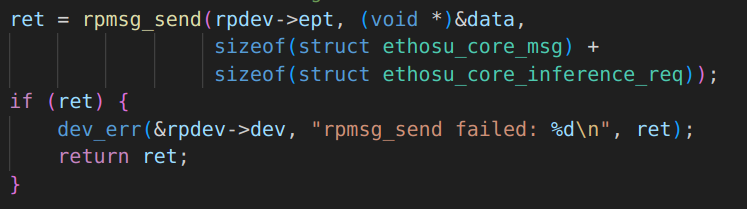 ret = rpmsg_send(rpdev->ept, (void *)&data,
sizeof(struct ethosu_core_msg) +
sizeof(struct ethosu_core_inference_req));
if (ret) {
dev_err(&rpdev->dev, "rpmsg_send failed: %d\n", ret);
return ret;
}